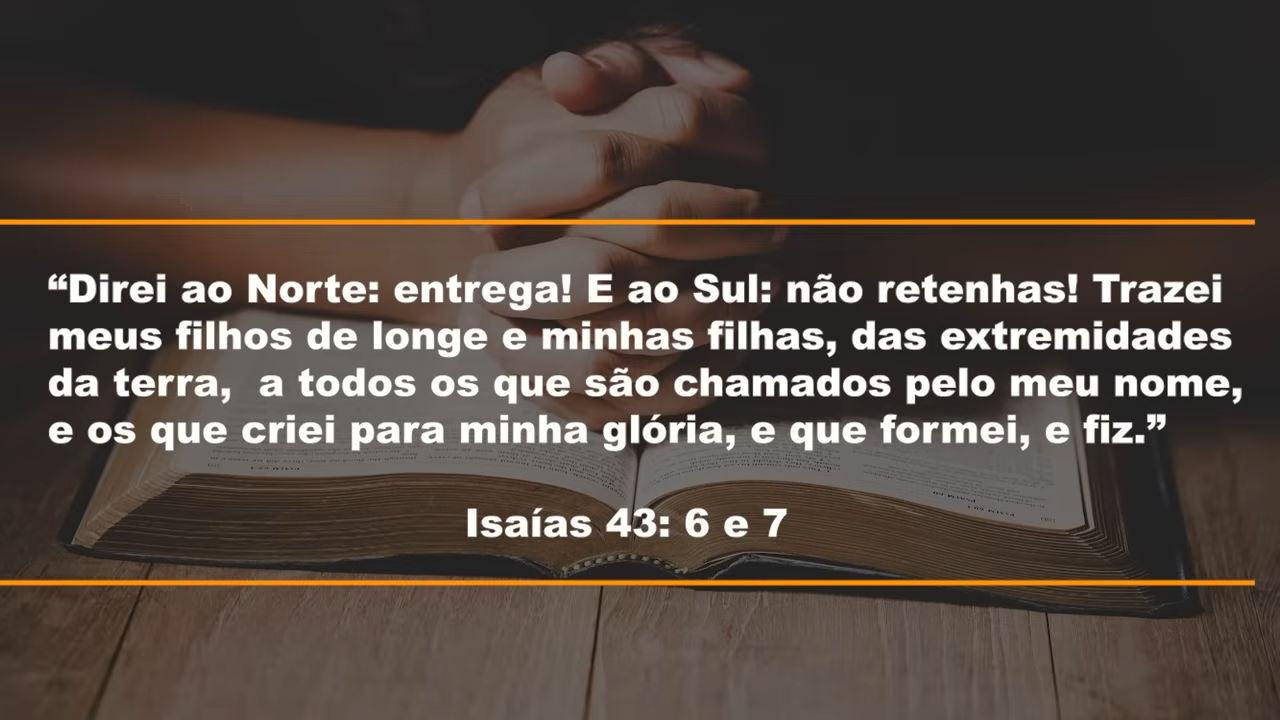 “Direi ao Norte: entrega! E ao Sul: não retenhas! Trazei
meus filhos de longe e minhas filhas, das extremidades
da terra,  a todos os que são chamados pelo meu nome,
e os que criei para minha glória, e que formei, e fiz.”
Isaías 43: 6 e 7